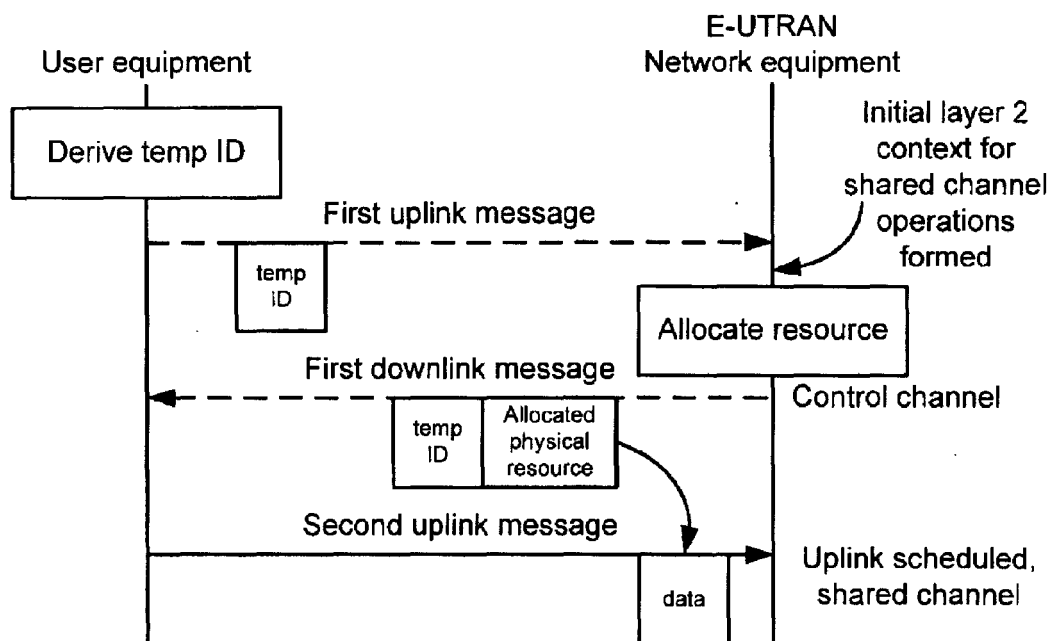 E-UTRAN
User equipment
Network equipment
Derive temp ID
Initial layer 2
context for
shared channel
operations
formed
First uplink message
temp
ID
Allocate resource
First downlink message
Control channel
temp
ID
Allocated
physical
resource
Second uplink message
Uplink scheduled,
shared channel
data